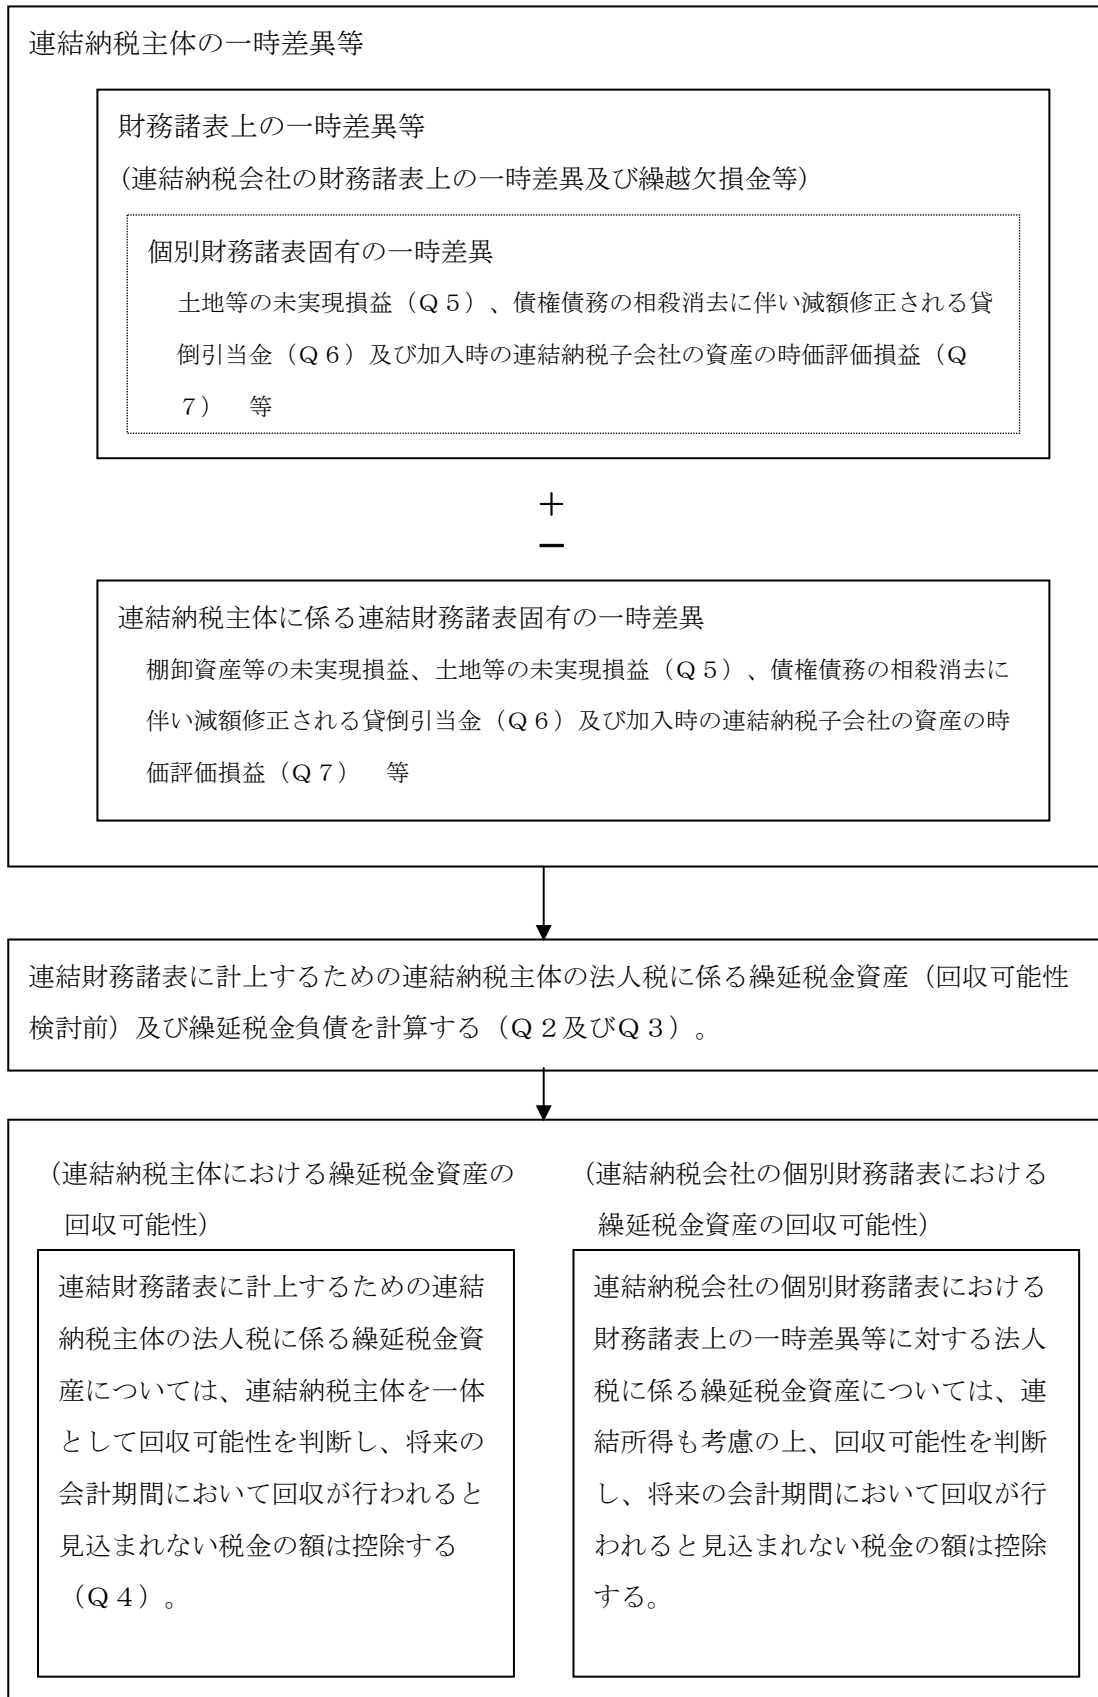 連結納税主体の一時差異等
財務諸表上の一時差異等
(連結納税会社の財務諸表上の一時差異及び繰越欠損金等)
個別財務諸表固有の一時差異
土地等の未実現損益(Q5)、債権債務の相殺消去に伴い減額修正される貸
倒引当金(Q6)及び加入時の連結納税子会社の資産の時価評価損益(Q
7) 等
+
−
連結納税主体に係る連結財務諸表固有の一時差異
棚卸資産等の未実現損益、土地等の未実現損益(Q5)、債権債務の相殺消去に
伴い減額修正される貸倒引当金(Q6)及び加入時の連結納税子会社の資産の時
価評価損益(Q7) 等
連結財務諸表に計上するための連結納税主体の法人税に係る繰延税金資産(回収可能性
検討前)及び繰延税金負債を計算する(Q2及びQ3)。
(連結納税主体における繰延税金資産の
回収可能性)
連結財務諸表に計上するための連結
納税主体の法人税に係る繰延税金資
産については、連結納税主体を一体
として回収可能性を判断し、将来の
会計期間において回収が行われると
見込まれない税金の額は控除する
(Q4)。
(連結納税会社の個別財務諸表における
繰延税金資産の回収可能性)
連結納税会社の個別財務諸表における
財務諸表上の一時差異等に対する法人
税に係る繰延税金資産については、連
結所得も考慮の上、回収可能性を判断
し、将来の会計期間において回収が行
われると見込まれない税金の額は控除
する。